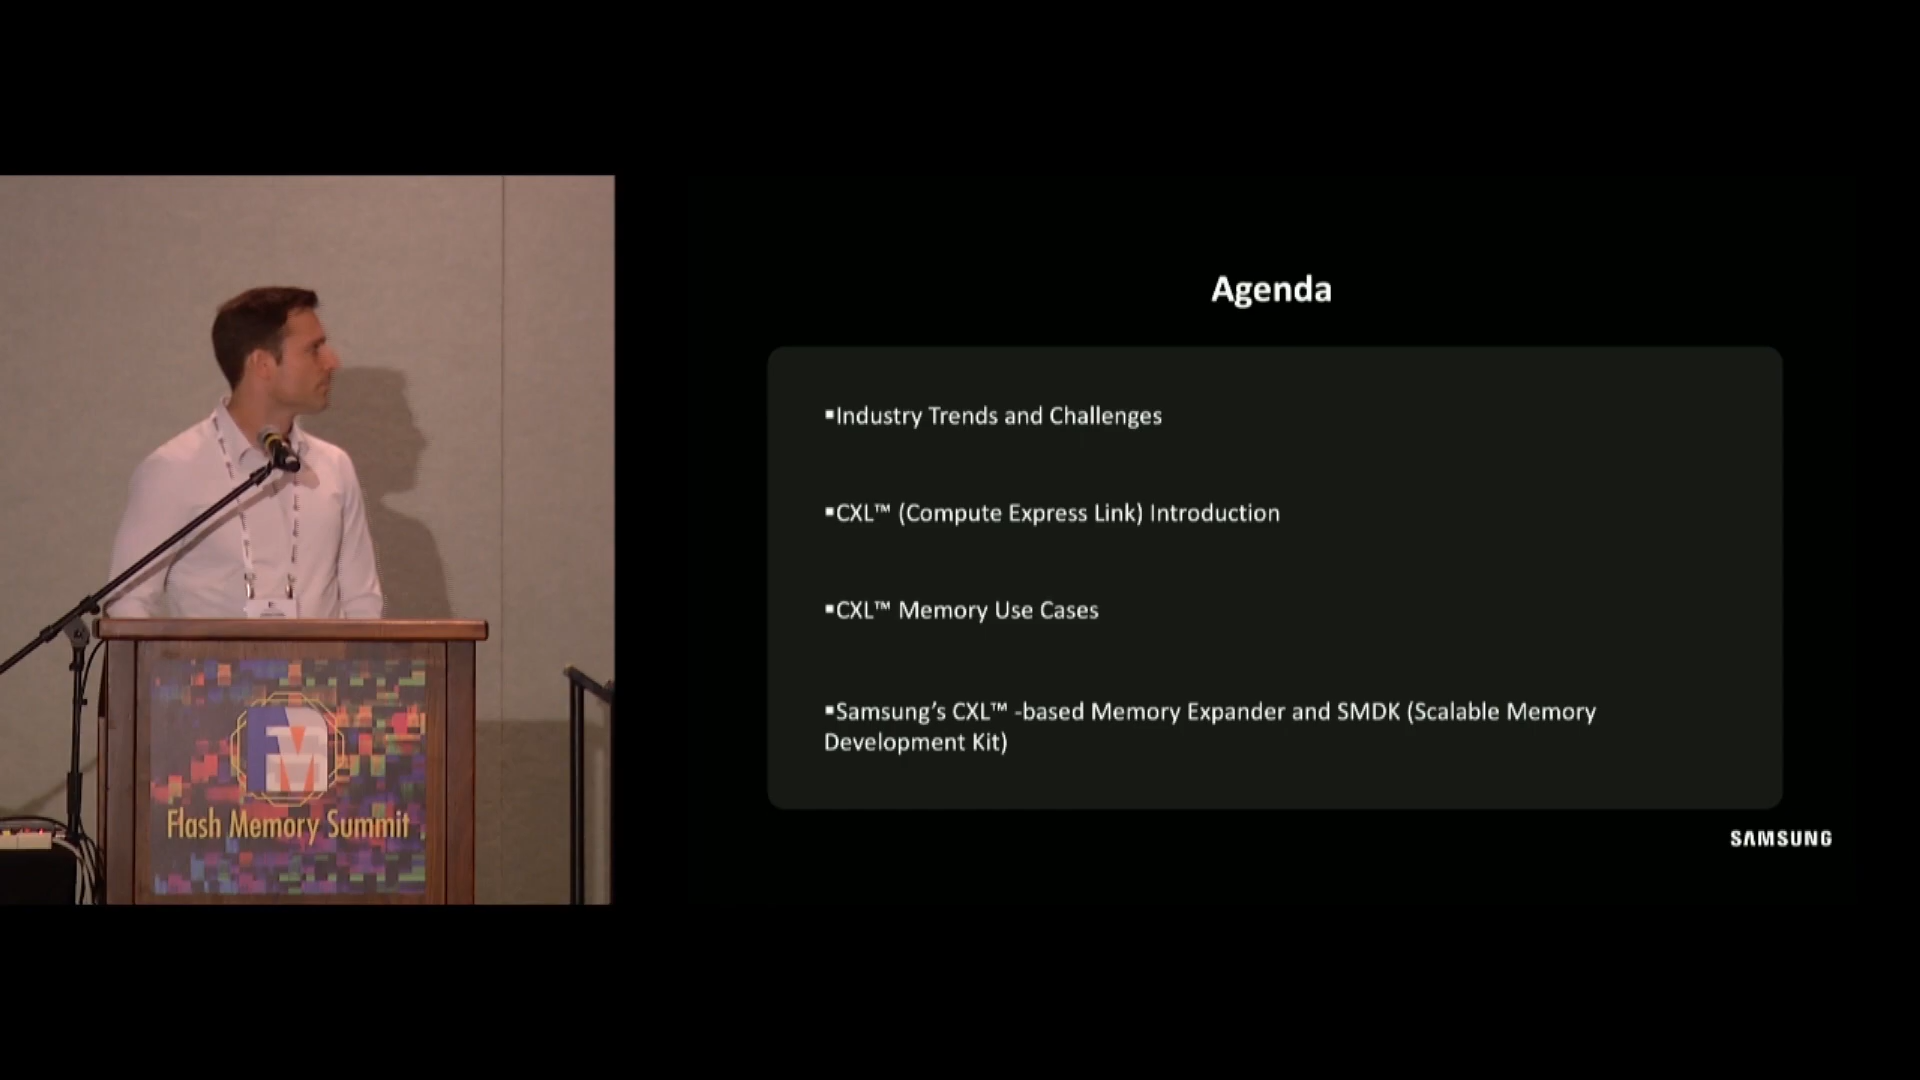 Agenda
▪Industry Trends and Challenges
▪CXL™ (Compute Express Link) Introduction
▪CXL™ Memory Use Cases
▪Samsung’s CXL™ -based Memory Expander and SMDK (Scalable Memory
Development Kit)
SAMSUNG
FM
Flash Memory Summit